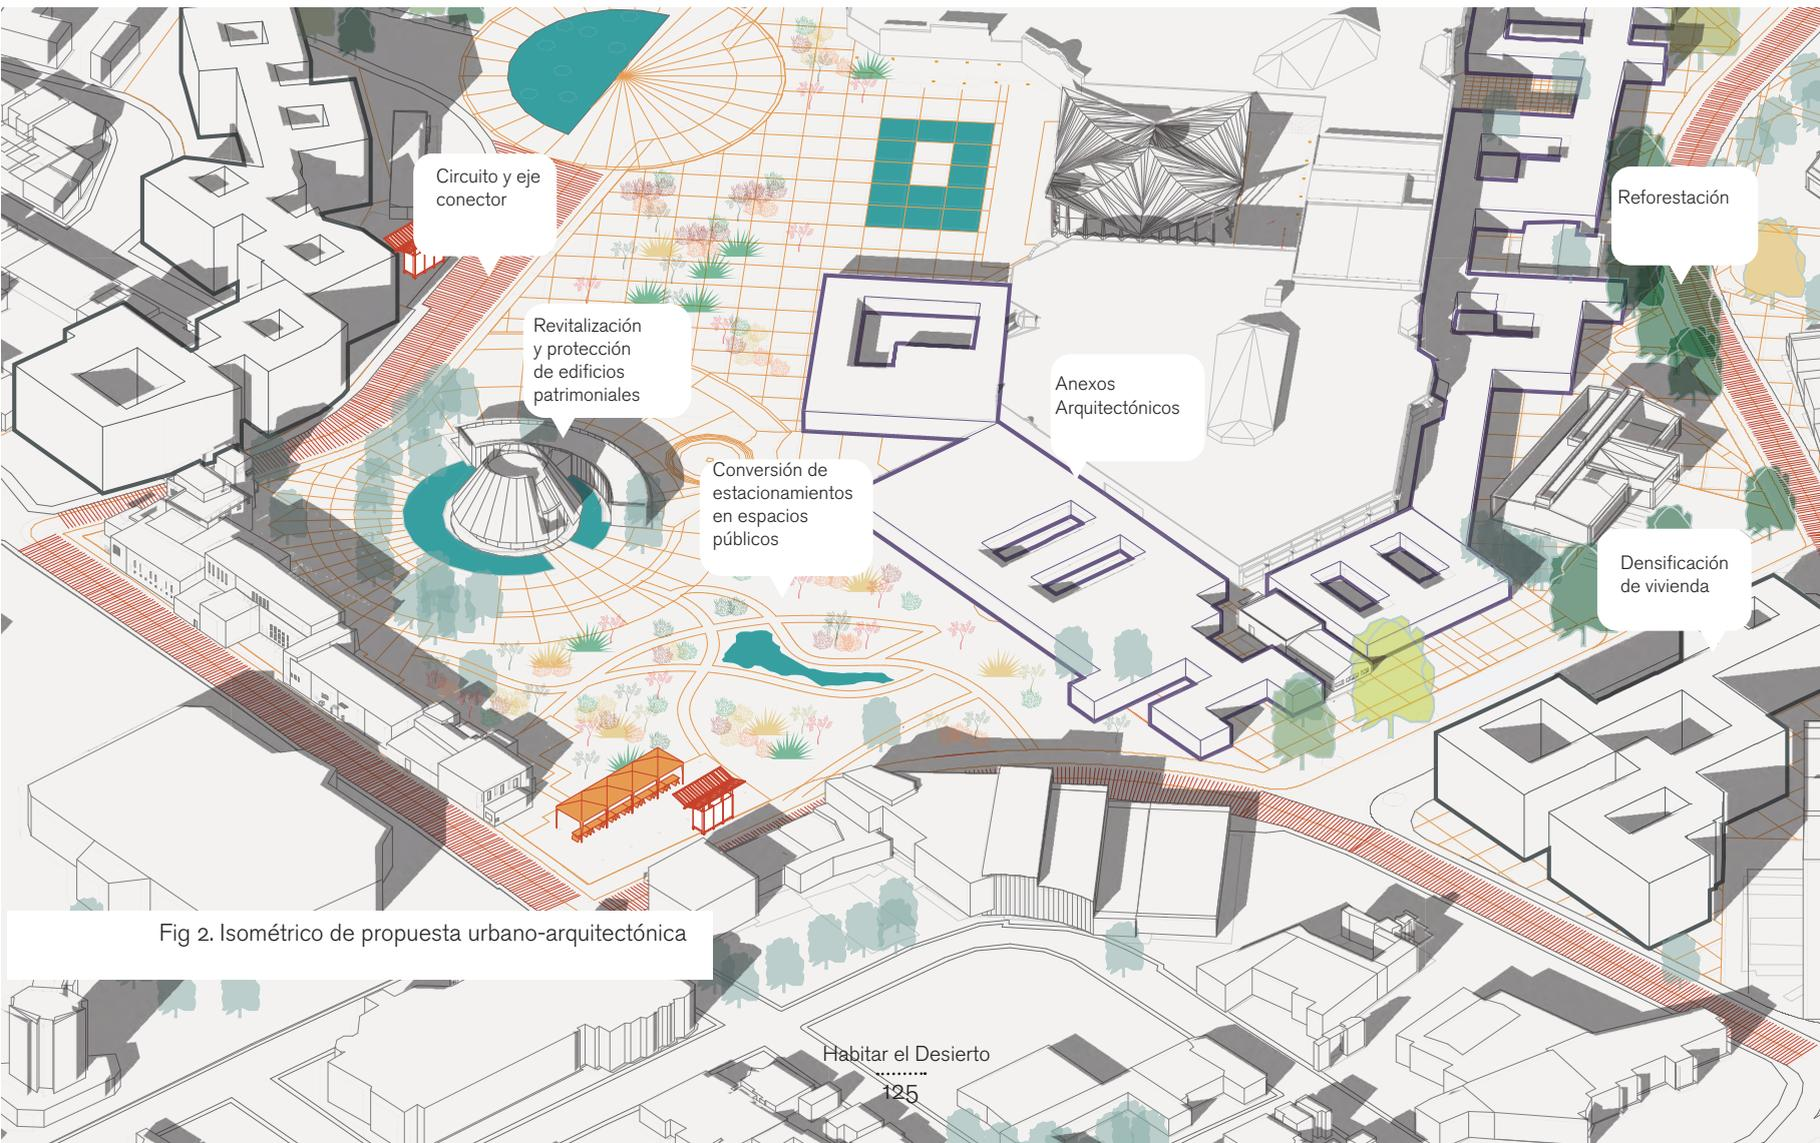 Circuito y eje
conector
Reforestación
Revitalización
y protección
de edificios
patrimoniales
Anexos
Arquitectónicos
Conversión de
estacionamientos
en espacios
públicos
Densificación
de vivienda
Fig 2. Isométrico de propuesta urbano-arquitectónica
Habitar el Desierto
125